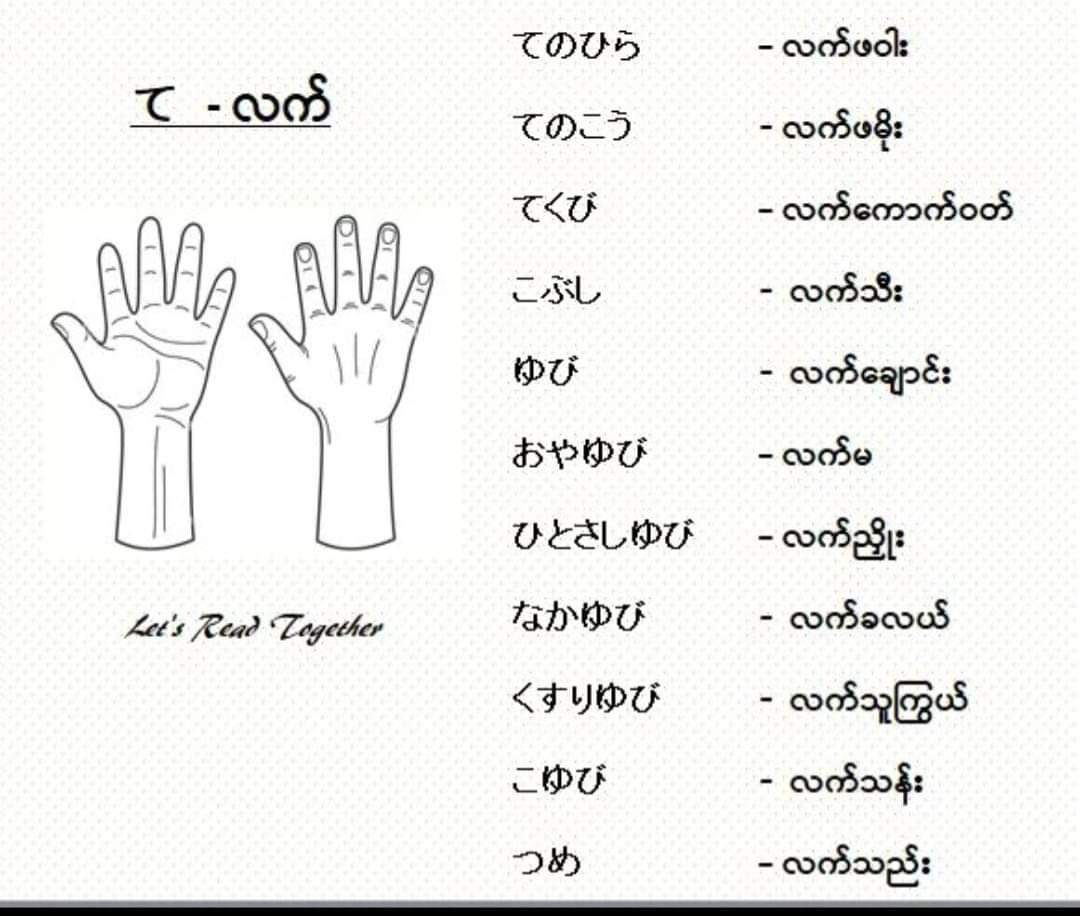 て - လက်
Let's Read Together
てのひら - လက်ဖဝါး
てのこう - လက်ဖမိုး
てくび - လက်ကောက်ဝတ်
こぶし - လက်သီး
ゆび - လက်ချောင်း
おやゆび - လက်မ
ひとさしゆび - လက်ညှိုး
なかゆび - လက်ခလယ်
くすりゆび - လက်သူကြွယ်
こゆび - လက်သန်း
つめ - လက်သည်း